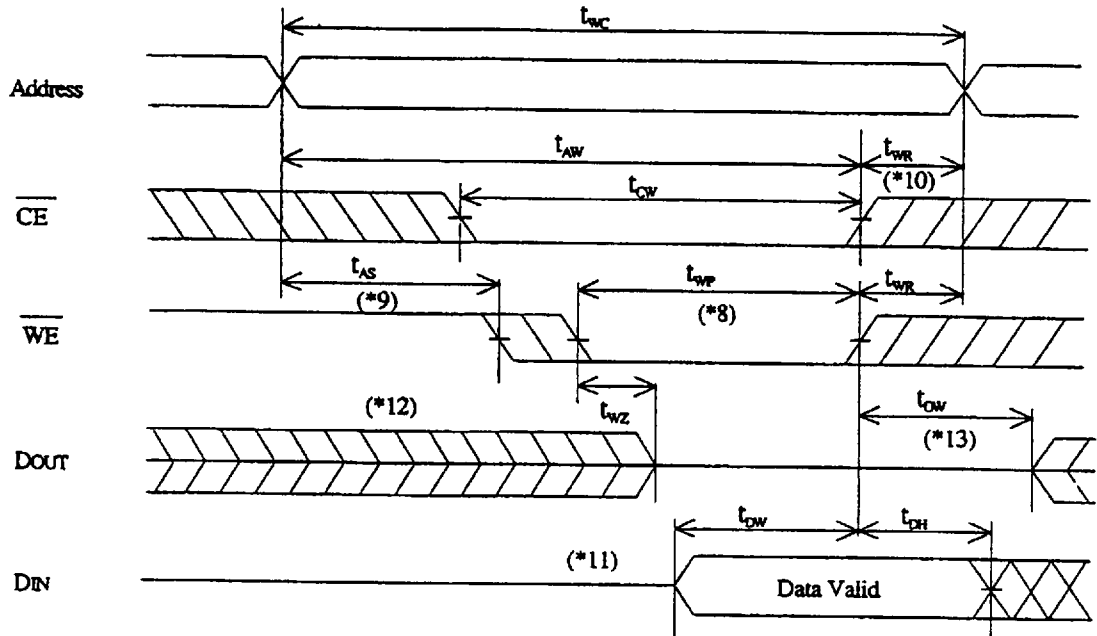 tWC
Address
tAW
tWR
(*10)
CE
tCW
tAS
(*9)
tWP
(*8)
tWR
WE
tWZ
(*12)
tOW
(*13)
DOUT
tDW
tDH
(*11)
DIN
Data Valid